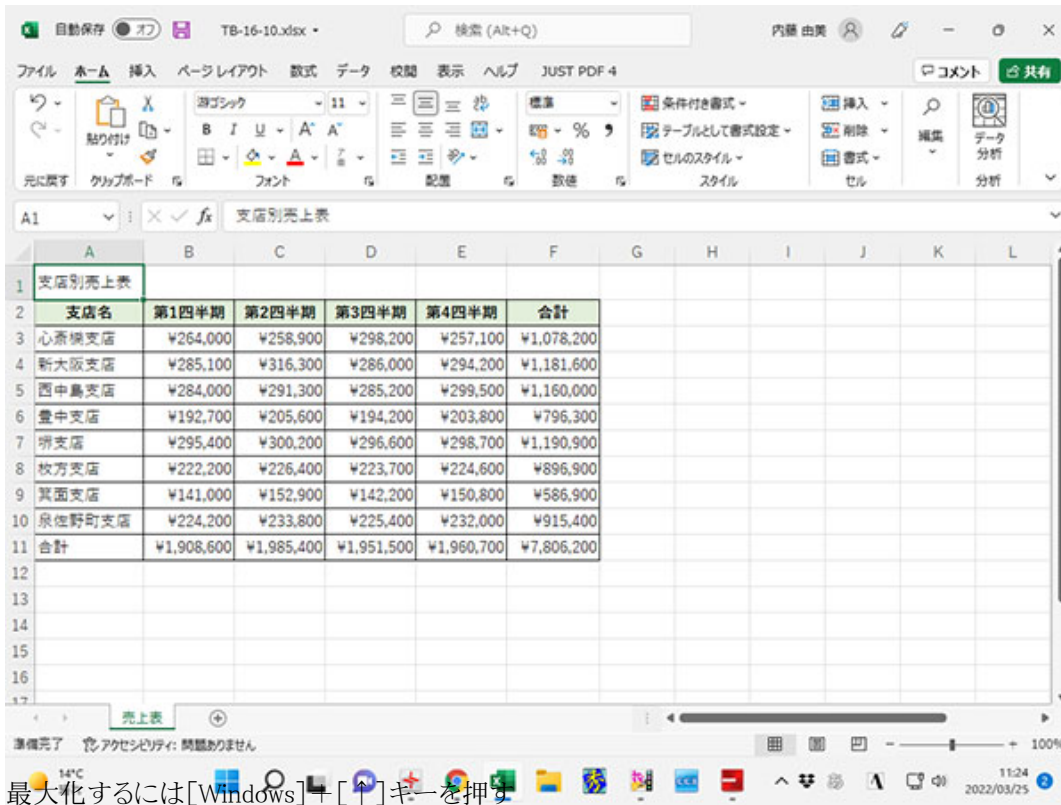 自動保存 オフ TB-16-10.xlsx 検索 (Alt+Q) 内藤 由美
ファイル ホーム 挿入 ページ レイアウト 数式 データ 校閲 表示 ヘルプ JUST PDF 4 コメント 共有
游ゴシック 11 標準 条件付き書式 挿入
貼り付け B I U A A テーブルとして書式設定 削除 編集 データ分析
セルのスタイル 書式
元に戻す クリップボード フォント 配置 数値 スタイル セル 分析
A1 fx 支店別売上表
A B C D E F G H I J K L
1 支店別売上表
2 支店名 第1四半期 第2四半期 第3四半期 第4四半期 合計
3 心斎橋支店 ¥264,000 ¥258,900 ¥298,200 ¥257,100 ¥1,078,200
4 新大阪支店 ¥285,100 ¥316,300 ¥286,000 ¥294,200 ¥1,181,600
5 西中島支店 ¥284,000 ¥291,300 ¥285,200 ¥299,500 ¥1,160,000
6 豊中支店 ¥192,700 ¥205,600 ¥194,200 ¥203,800 ¥796,300
7 堺支店 ¥295,400 ¥300,200 ¥296,600 ¥298,700 ¥1,190,900
8 枚方支店 ¥222,200 ¥226,400 ¥223,700 ¥224,600 ¥896,900
9 箕面支店 ¥141,000 ¥152,900 ¥142,200 ¥150,800 ¥586,900
10 泉佐野町支店 ¥224,200 ¥233,800 ¥225,400 ¥232,000 ¥915,400
11 合計 ¥1,908,600 ¥1,985,400 ¥1,951,500 ¥1,960,700 ¥7,806,200
12
13
14
15
16
17
売上表
準備完了 アクセシビリティ: 問題ありません 100%
14°C 11:24
最大化するには[Windows]+[↑]キーを押す A 2022/03/25 2